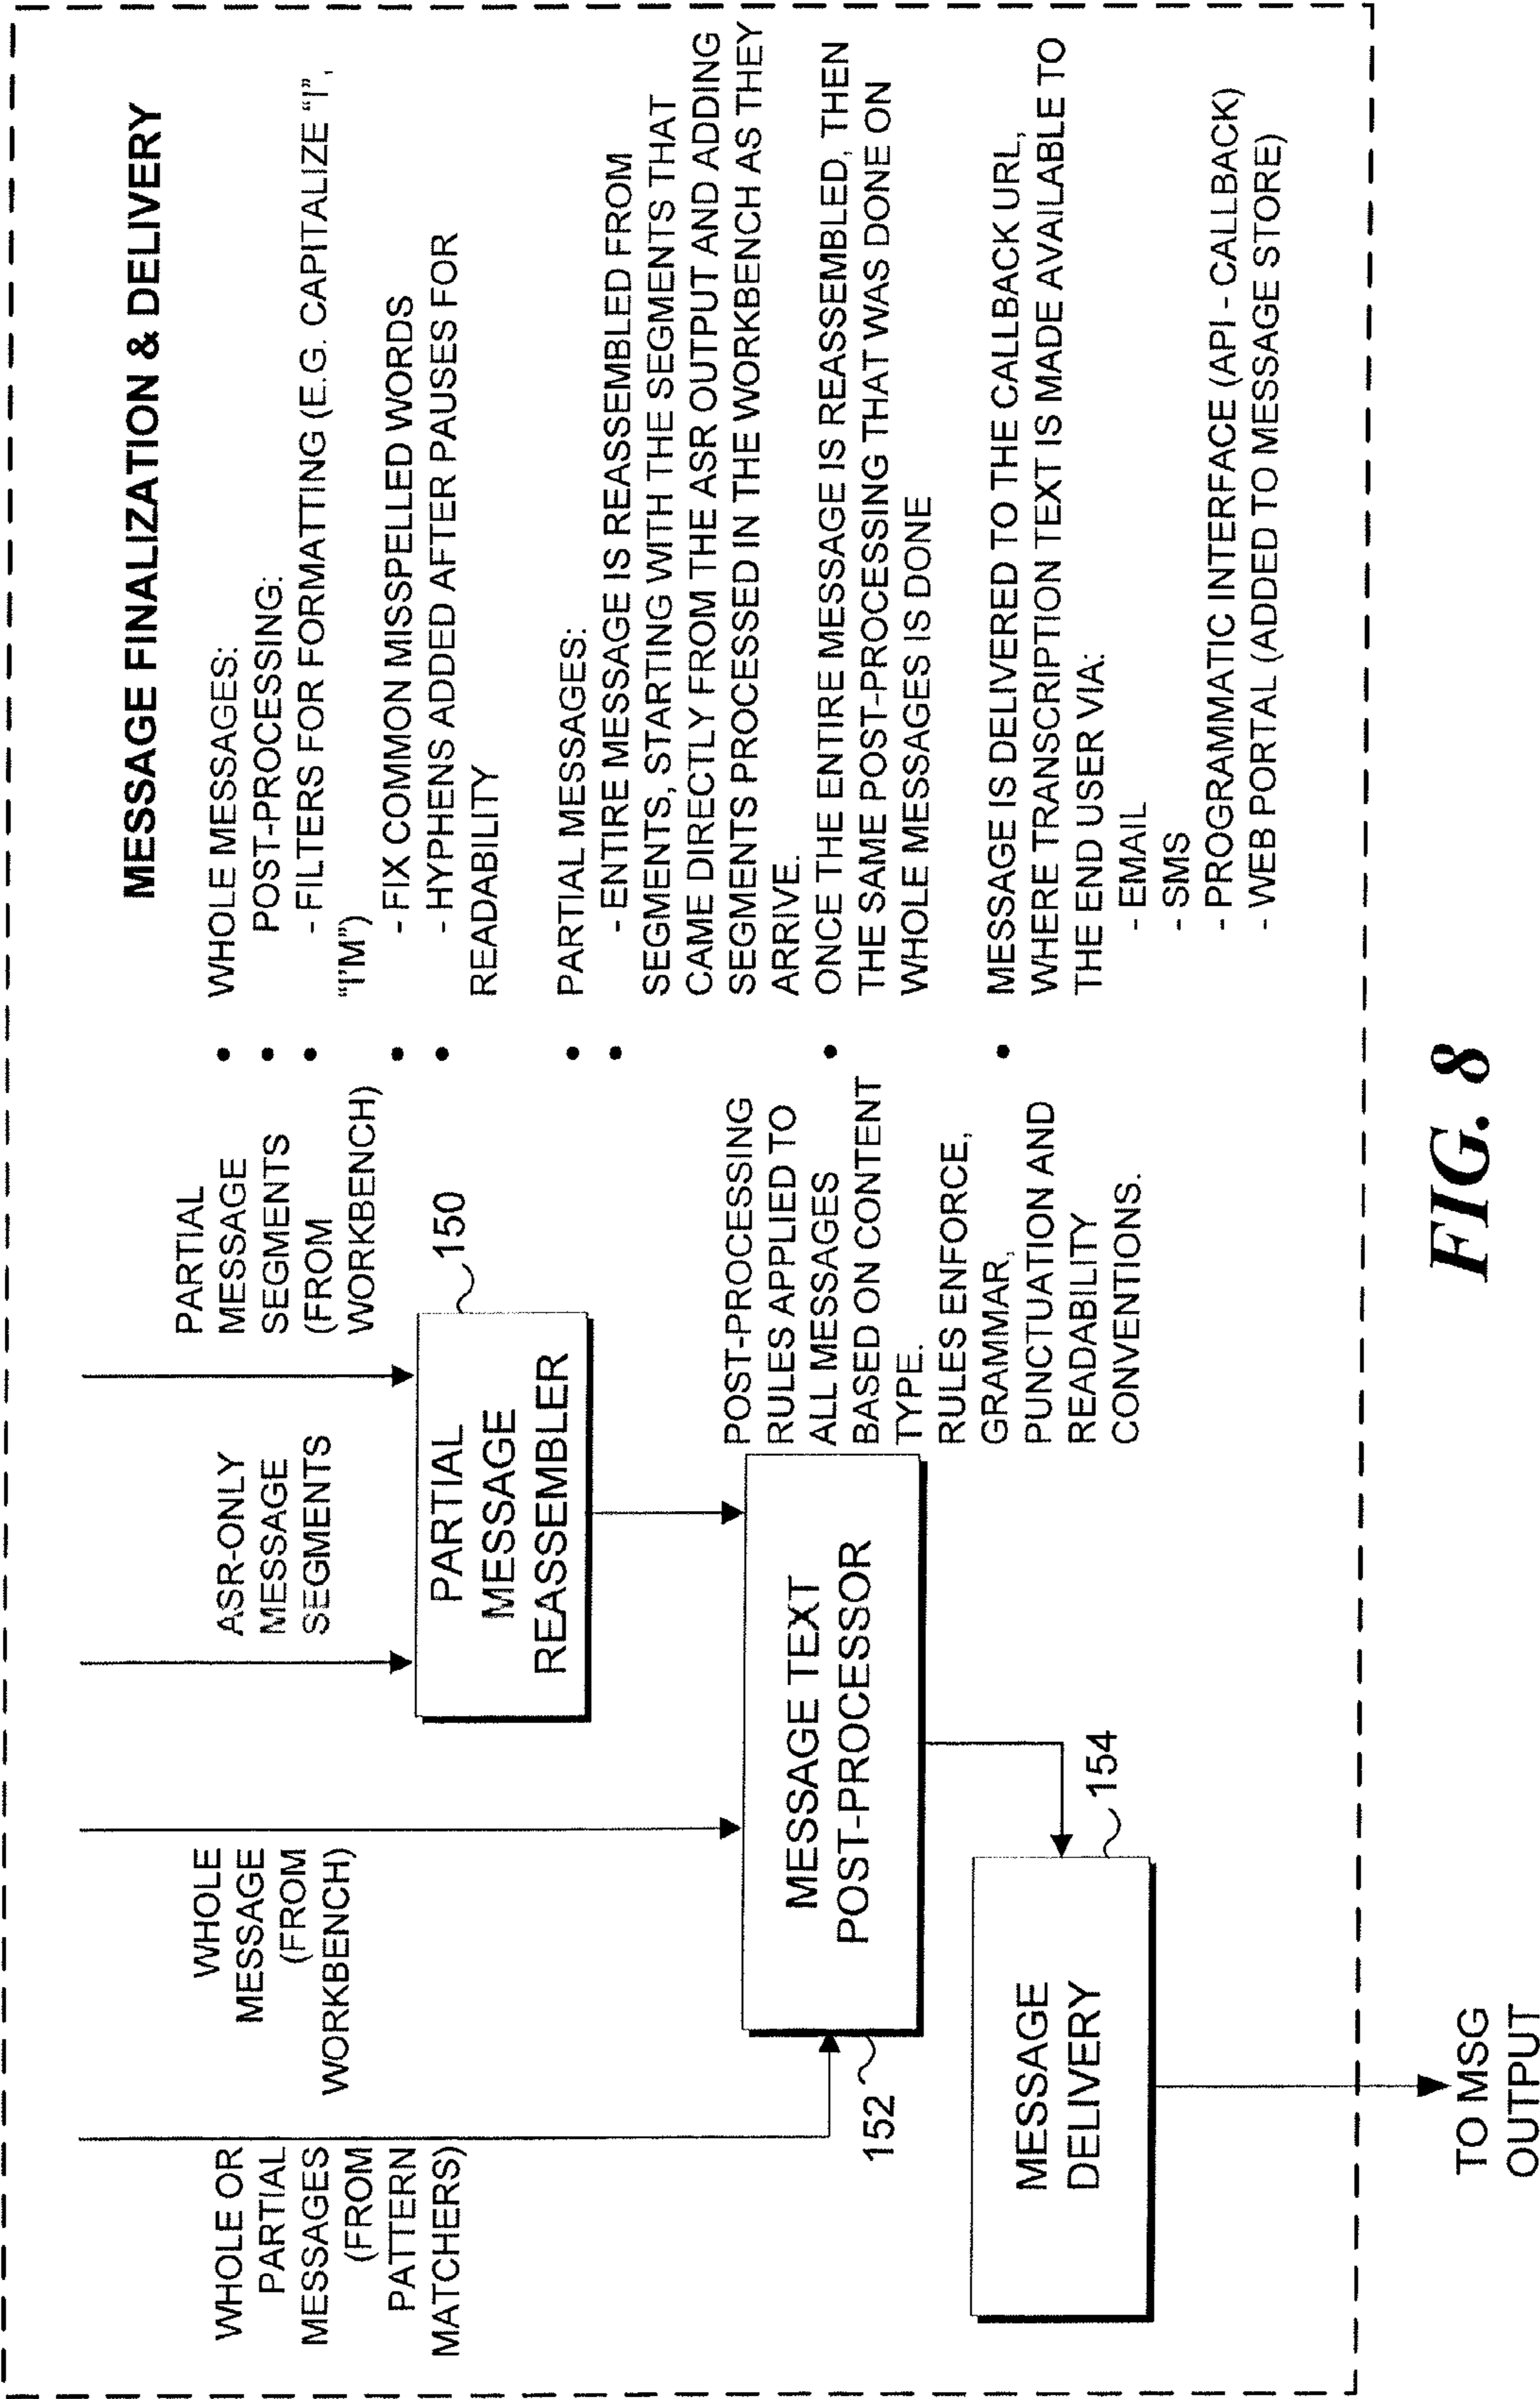 MESSAGE FINALIZATION & DELIVERY
WHOLE OR
PARTIAL
MESSAGES
(FROM
PATTERN
MATCHERS)
WHOLE
MESSAGE
(FROM
WORKBENCH)
ASR-ONLY
MESSAGE
SEGMENTS
PARTIAL
MESSAGE
SEGMENTS
(FROM
WORKBENCH)
PARTIAL
MESSAGE
REASSEMBLER
150
MESSAGE TEXT
POST-PROCESSOR
152
POST-PROCESSING
RULES APPLIED TO
ALL MESSAGES
BASED ON CONTENT
TYPE.
RULES ENFORCE,
GRAMMAR,
PUNCTUATION AND
READABILITY
CONVENTIONS.
MESSAGE
DELIVERY
154
TO MSG
OUTPUT
• WHOLE MESSAGES:
• POST-PROCESSING:
• - FILTERS FOR FORMATTING (E.G. CAPITALIZE “I”,
“I’M”)
• - FIX COMMON MISSPELLED WORDS
• - HYPHENS ADDED AFTER PAUSES FOR
READABILITY
• PARTIAL MESSAGES:
• - ENTIRE MESSAGE IS REASSEMBLED FROM
SEGMENTS, STARTING WITH THE SEGMENTS THAT
CAME DIRECTLY FROM THE ASR OUTPUT AND ADDING
SEGMENTS PROCESSED IN THE WORKBENCH AS THEY
ARRIVE.
• ONCE THE ENTIRE MESSAGE IS REASSEMBLED, THEN
THE SAME POST-PROCESSING THAT WAS DONE ON
WHOLE MESSAGES IS DONE
• MESSAGE IS DELIVERED TO THE CALLBACK URL,
WHERE TRANSCRIPTION TEXT IS MADE AVAILABLE TO
THE END USER VIA:
- EMAIL
- SMS
- PROGRAMMATIC INTERFACE (API - CALLBACK)
- WEB PORTAL (ADDED TO MESSAGE STORE)
FIG. 8